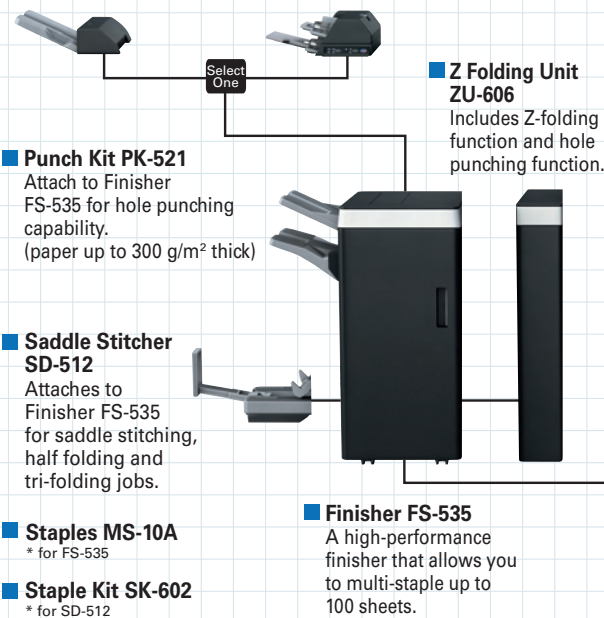 Select
One
Z Folding Unit
ZU-606
Includes Z-folding
function and hole
punching function.
Punch Kit PK-521
Attach to Finisher
FS-535 for hole punching
capability.
(paper up to 300 g/m² thick)
Saddle Stitcher
SD-512
Attaches to
Finisher FS-535
for saddle stitching,
half folding and
tri-folding jobs.
Staples MS-10A
* for FS-535
Staple Kit SK-602
* for SD-512
Finisher FS-535
A high-performance
finisher that allows you
to multi-staple up to
100 sheets.